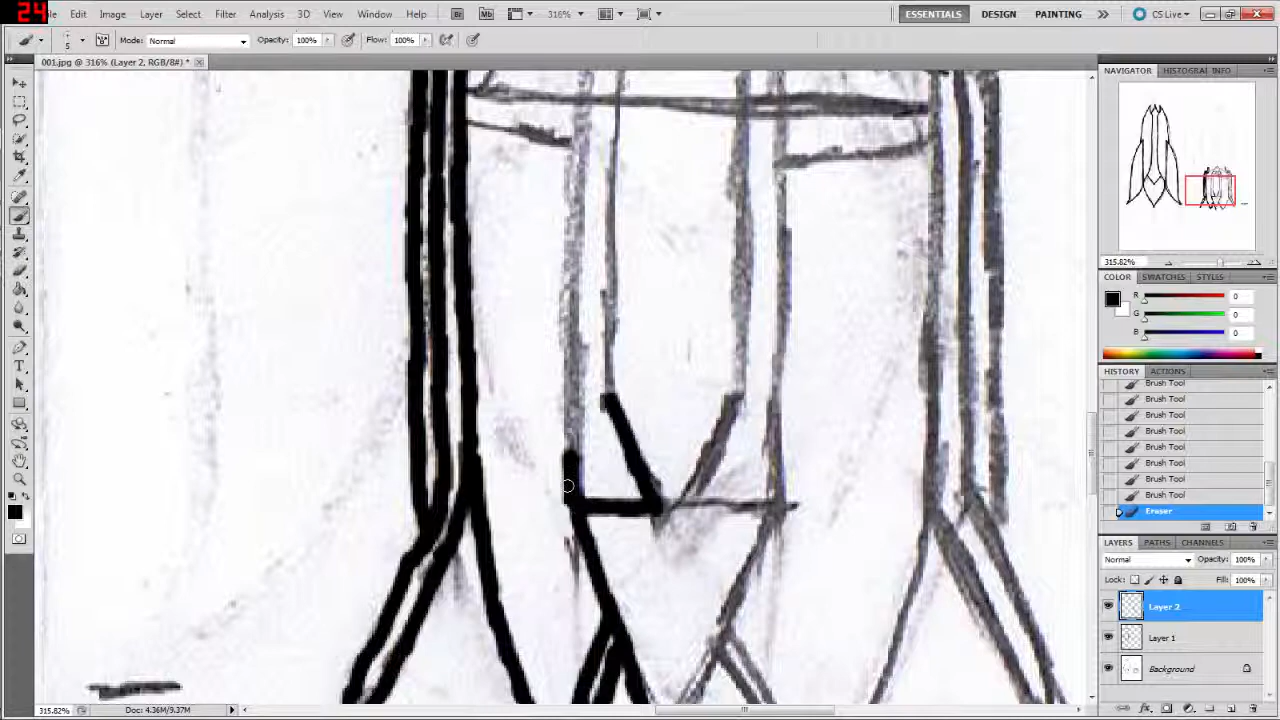 24
Edit Image Layer Select Filter Analysis 3D View Window Help Br Mb 316% ESSENTIALS DESIGN PAINTING CS Live
5 Mode: Normal Opacity: 100% Flow: 100%
001.jpg @ 316% (Layer 2, RGB/8#) *
NAVIGATOR HISTOGRAI INFO
315.82%
COLOR SWATCHES STYLES
R 0
G 0
B 0
HISTORY ACTIONS
Brush Tool
Brush Tool
Brush Tool
Brush Tool
Brush Tool
Brush Tool
Brush Tool
Brush Tool
Eraser
LAYERS PATHS CHANNELS
Normal Opacity: 100%
Lock: Fill: 100%
Layer 2
Layer 1
Background
315.82% Doc: 4.36M/9.37M